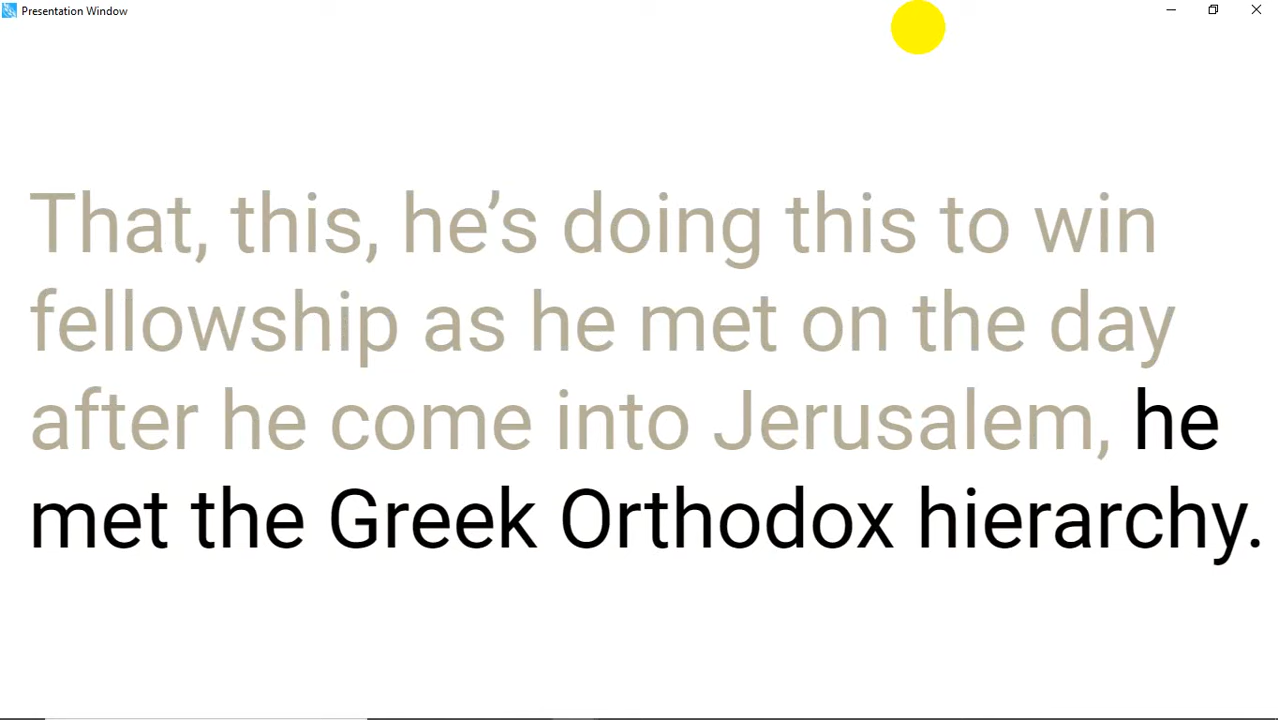 Presentation Window
That, this, he’s doing this to win
fellowship as he met on the day
after he come into Jerusalem, he
met the Greek Orthodox hierarchy.